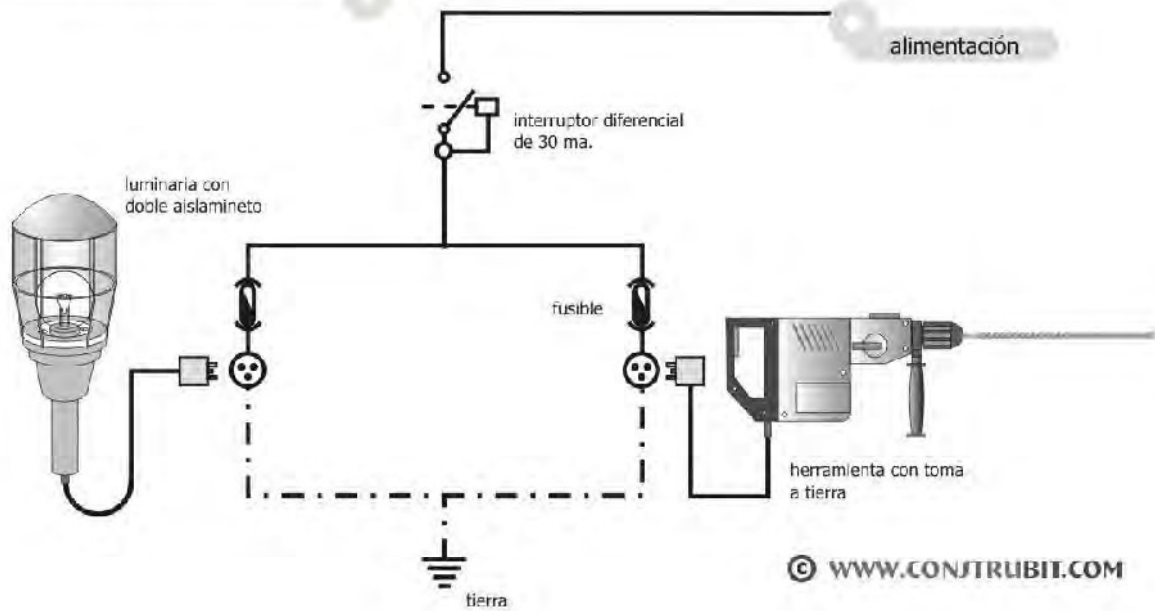 alimentación
interruptor diferencial
de 30 ma.
luminaria con
doble aislamineto
fusible
herramienta con toma
a tierra
tierra
© WWW.CONSTRUBIT.COM